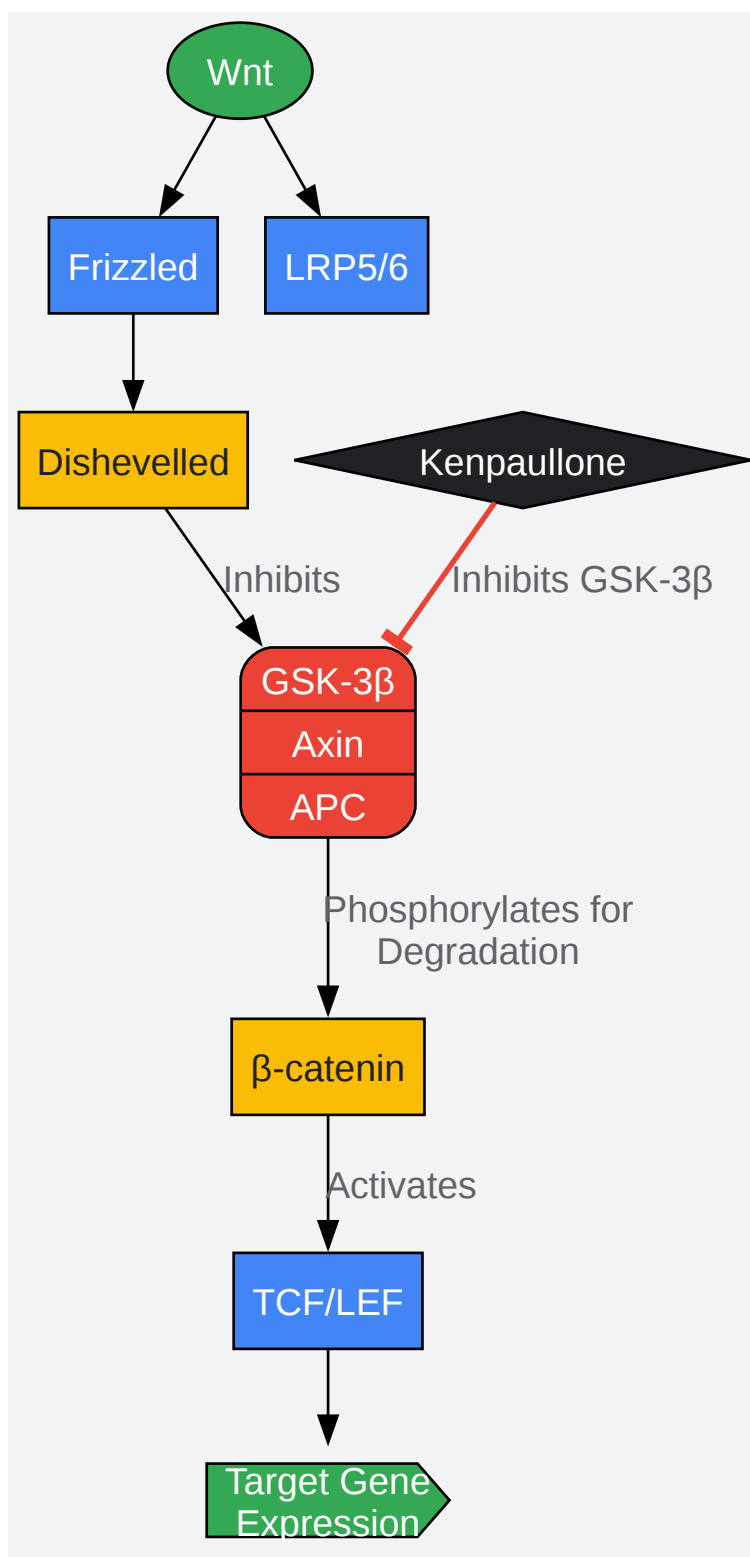 Wnt
Frizzled
LRP5/6
Dishevelled
Kenpaullone
Inhibits
Inhibits GSK-3β
GSK-3β
Axin
APC
Phosphorylates for
Degradation
β-catenin
Activates
TCF/LEF
Target Gene
Expression